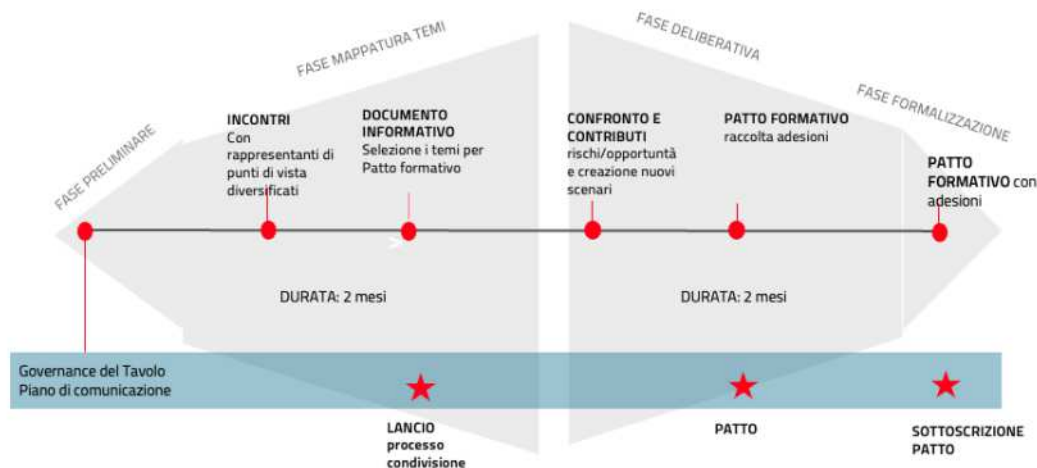 FASE PRELIMINARE
FASE MAPPATURA TEMI
FASE DELIBERATIVA
FASE FORMALIZZAZIONE
INCONTRI
Con
rappresentanti di
punti di vista
diversificati
DOCUMENTO
INFORMATIVO
Selezione i temi per
Patto formativo
CONFRONTO E
CONTRIBUTI
rischi/opportunità
e creazione nuovi
scenari
PATTO FORMATIVO
raccolta adesioni
PATTO
FORMATIVO con
adesioni
>
DURATA: 2 mesi
DURATA: 2 mesi
Governance del Tavolo
Piano di comunicazione
LANCIO
processo
condivisione
PATTO
SOTTOSCRIZIONE
PATTO